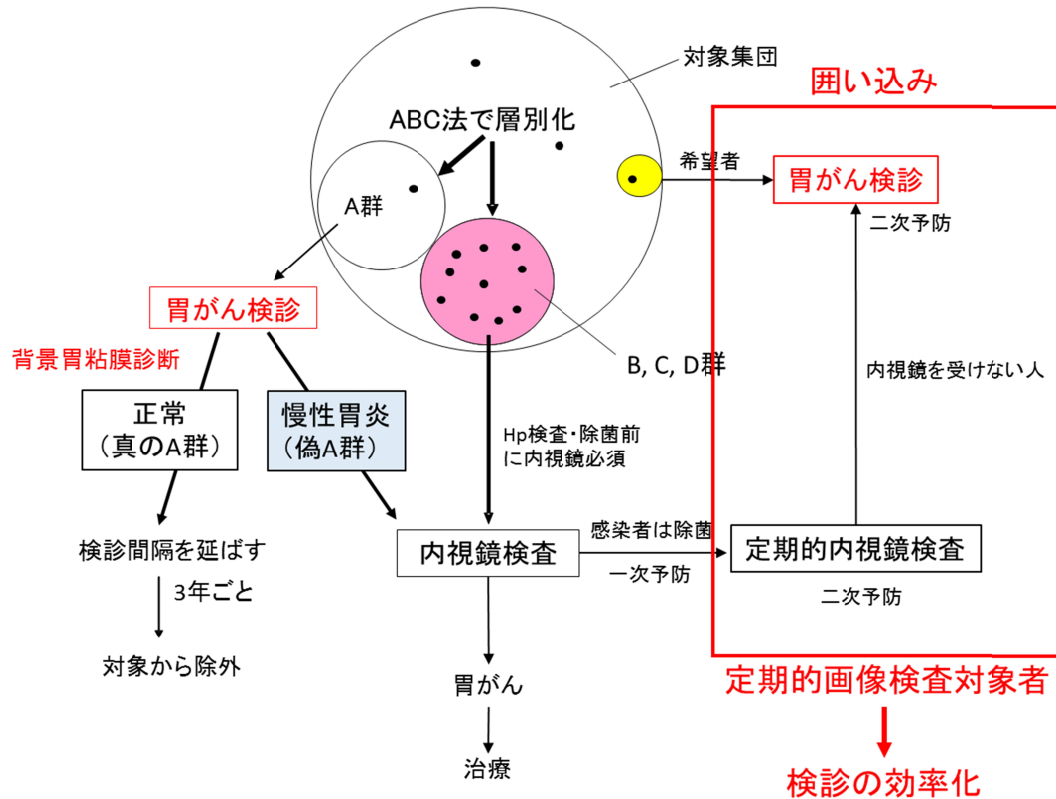 対象集団
囲い込み
ABC法で層別化
希望者
胃がん検診
A群
二次予防
胃がん検診
背景胃粘膜診断
B, C, D群
内視鏡を受けない人
正常
（真のA群）
慢性胃炎
（偽A群）
Hp検査・除菌前
に内視鏡必須
検診間隔を延ばす
内視鏡検査
感染者は除菌
一次予防
定期的内視鏡検査
二次予防
3年ごと
対象から除外
胃がん
定期的画像検査対象者
治療
検診の効率化